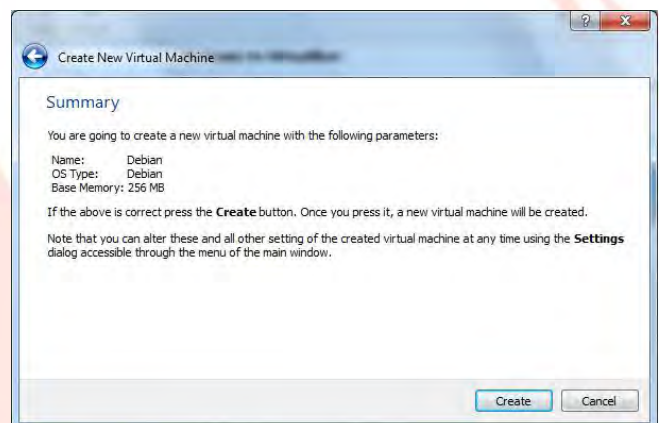 Create New Virtual Machine
Summary
You are going to create a new virtual machine with the following parameters:
Name: Debian
OS Type: Debian
Base Memory: 256 MB
If the above is correct press the Create button. Once you press it, a new virtual machine will be created.
Note that you can alter these and all other setting of the created virtual machine at any time using the Settings
dialog accessible through the menu of the main window.
Create Cancel